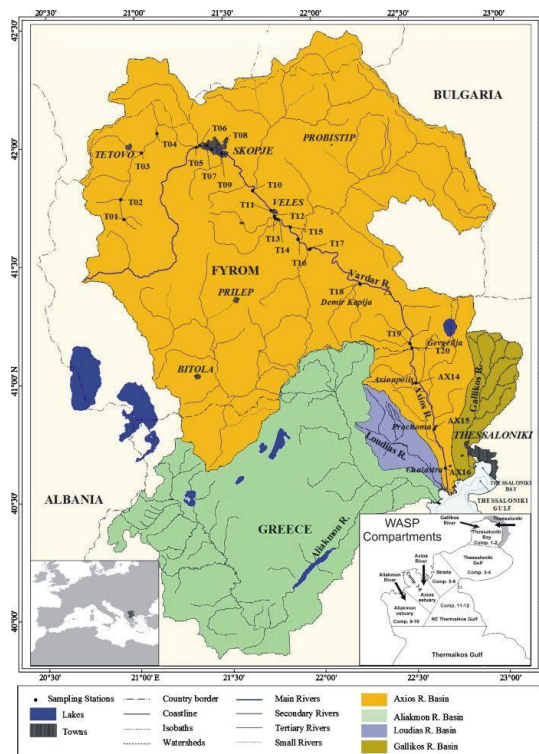 20°30'
21°00'
21°30'
22°00'
22°30'
23°00'
42°30'
42°00'
41°30'
41°00'N
40°30'
40°00'
BULGARIA
T06
T08
SKOPJE
PROBISTIP
TETOVO
T04
T03
T05
T07
T09
T10
T02
T01
T11
VELES
T12
T15
T13
T14
T16
T17
FYROM
Vardar R.
T18
Demir Kapija
PRILEP
T19
Gevgelija
T20
BITOLA
Axioupolis
AX14
Axios R.
Gallikos R.
AX15
Prochoma
THESSALONIKI
Loudias R.
Chalastra
AX16
THESSALONIKI
BAY
THESSALONIKI
GULF
ALBANIA
GREECE
Aliakmon R.
WASP
Compartments
Gallikos
River
Thessaloniki
Thessaloniki
Bay
Comp. 1-2
Thessaloniki
Gulf
Comp. 3-4
Axios
River
Straits
Comp. 5-6
Aliakmon
River
Comp. 7-8
Axios
estuary
Aliakmon
estuary
Comp. 9-10
Comp. 11-12
NE Thermaikos Gulf
Thermaikos Gulf
20°30'
21°00'E
21°30'
22°00'
22°30'
23°00'
Sampling Stations
Country border
Main Rivers
Axios R. Basin
Lakes
Coastline
Secondary Rivers
Aliakmon R. Basin
Towns
Isobaths
Tertiary Rivers
Loudias R. Basin
Watersheds
Small Rivers
Gallikos R. Basin